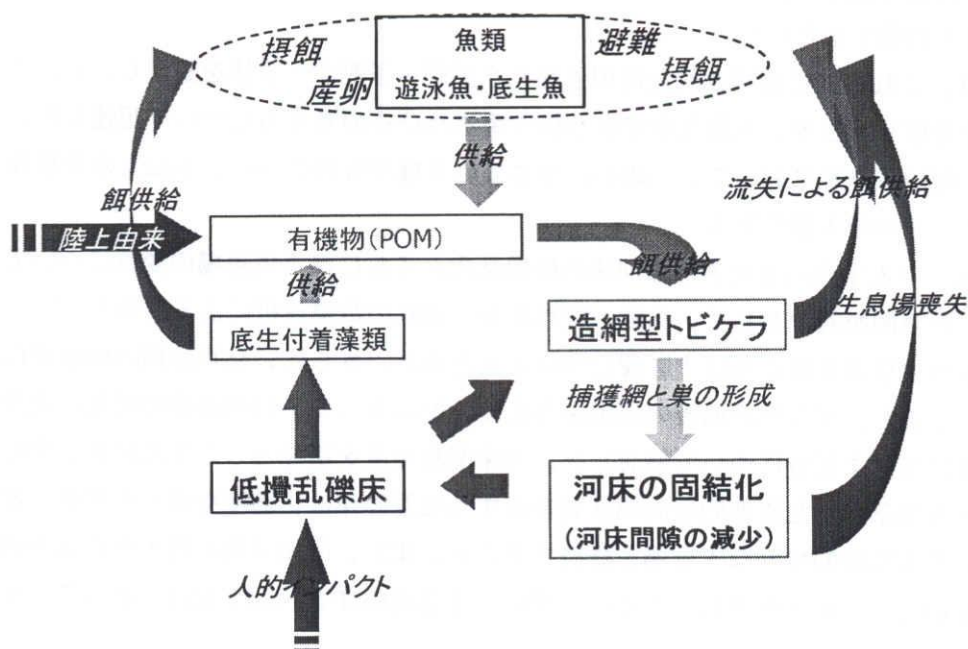 摂餌
魚類
避難
産卵
遊泳魚・底生魚
摂餌
供給
餌供給
流失による餌供給
陸上由来
有機物(POM)
供給
餌供給
底生付着藻類
造網型トビケラ
生息場喪失
捕獲網と巣の形成
低攪乱礫床
河床の固結化
(河床間隙の減少)
人的インパクト